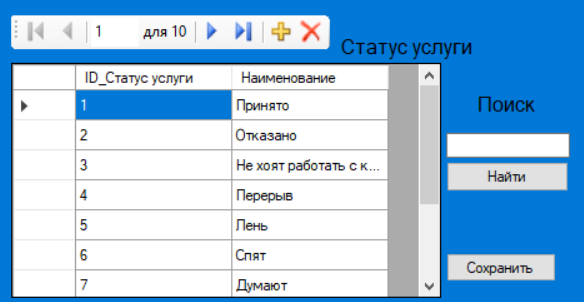 1 для 10
Статус услуги
ID_Статус услуги Наименование
1 Принято
2 Отказано
3 Не хоят работать с к...
4 Перерыв
5 Лень
6 Спят
7 Думают
Поиск
Найти
Сохранить